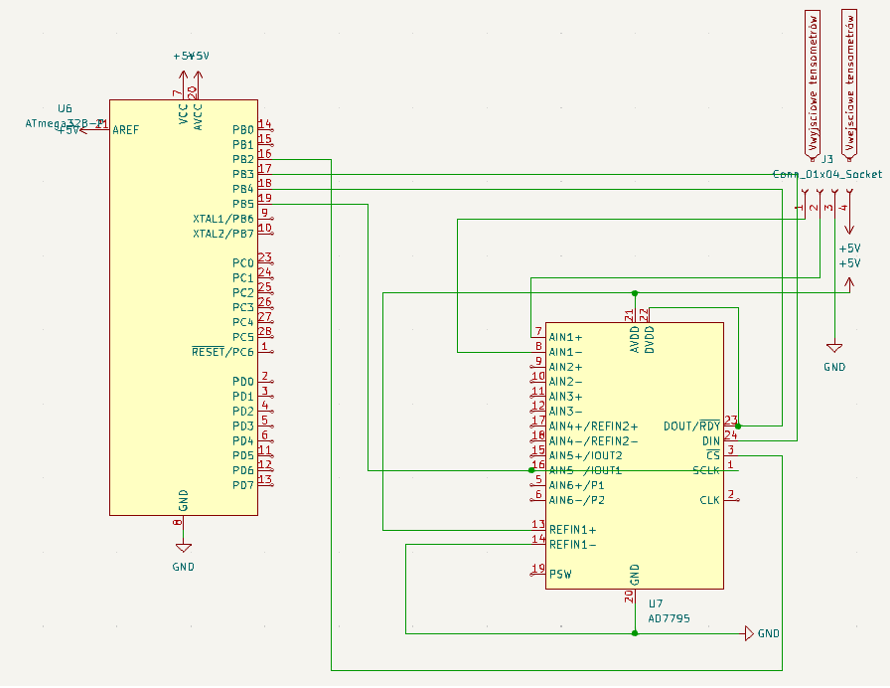 Vwyjsciowe tensometrów
Vwejsciowe tensometrów
+5V
+5V
U6
ATmega328-P
+5V
21
AREF
7
VCC
20
AVCC
PB0
14
PB1
15
PB2
16
PB3
17
PB4
18
PB5
19
XTAL1/PB6
9
XTAL2/PB7
10
PC0
23
PC1
24
PC2
25
PC3
26
PC4
27
PC5
28
RESET/PC6
1
PD0
2
PD1
3
PD2
4
PD3
5
PD4
6
PD5
11
PD6
12
PD7
13
GND
8
GND
J3
Conn_01x04_Socket
1
2
3
4
+5V
+5V
GND
21
AVDD
22
DVDD
7
AIN1+
8
AIN1-
9
AIN2+
10
AIN2-
11
AIN3+
12
AIN3-
17
AIN4+/REFIN2+
18
AIN4-/REFIN2-
15
AIN5+/IOUT2
16
AIN5-/IOUT1
5
AIN6+/P1
6
AIN6-/P2
13
REFIN1+
14
REFIN1-
19
PSW
DOUT/RDY
23
DIN
24
CS
3
SCLK
1
CLK
2
GND
20
U7
AD7795
GND